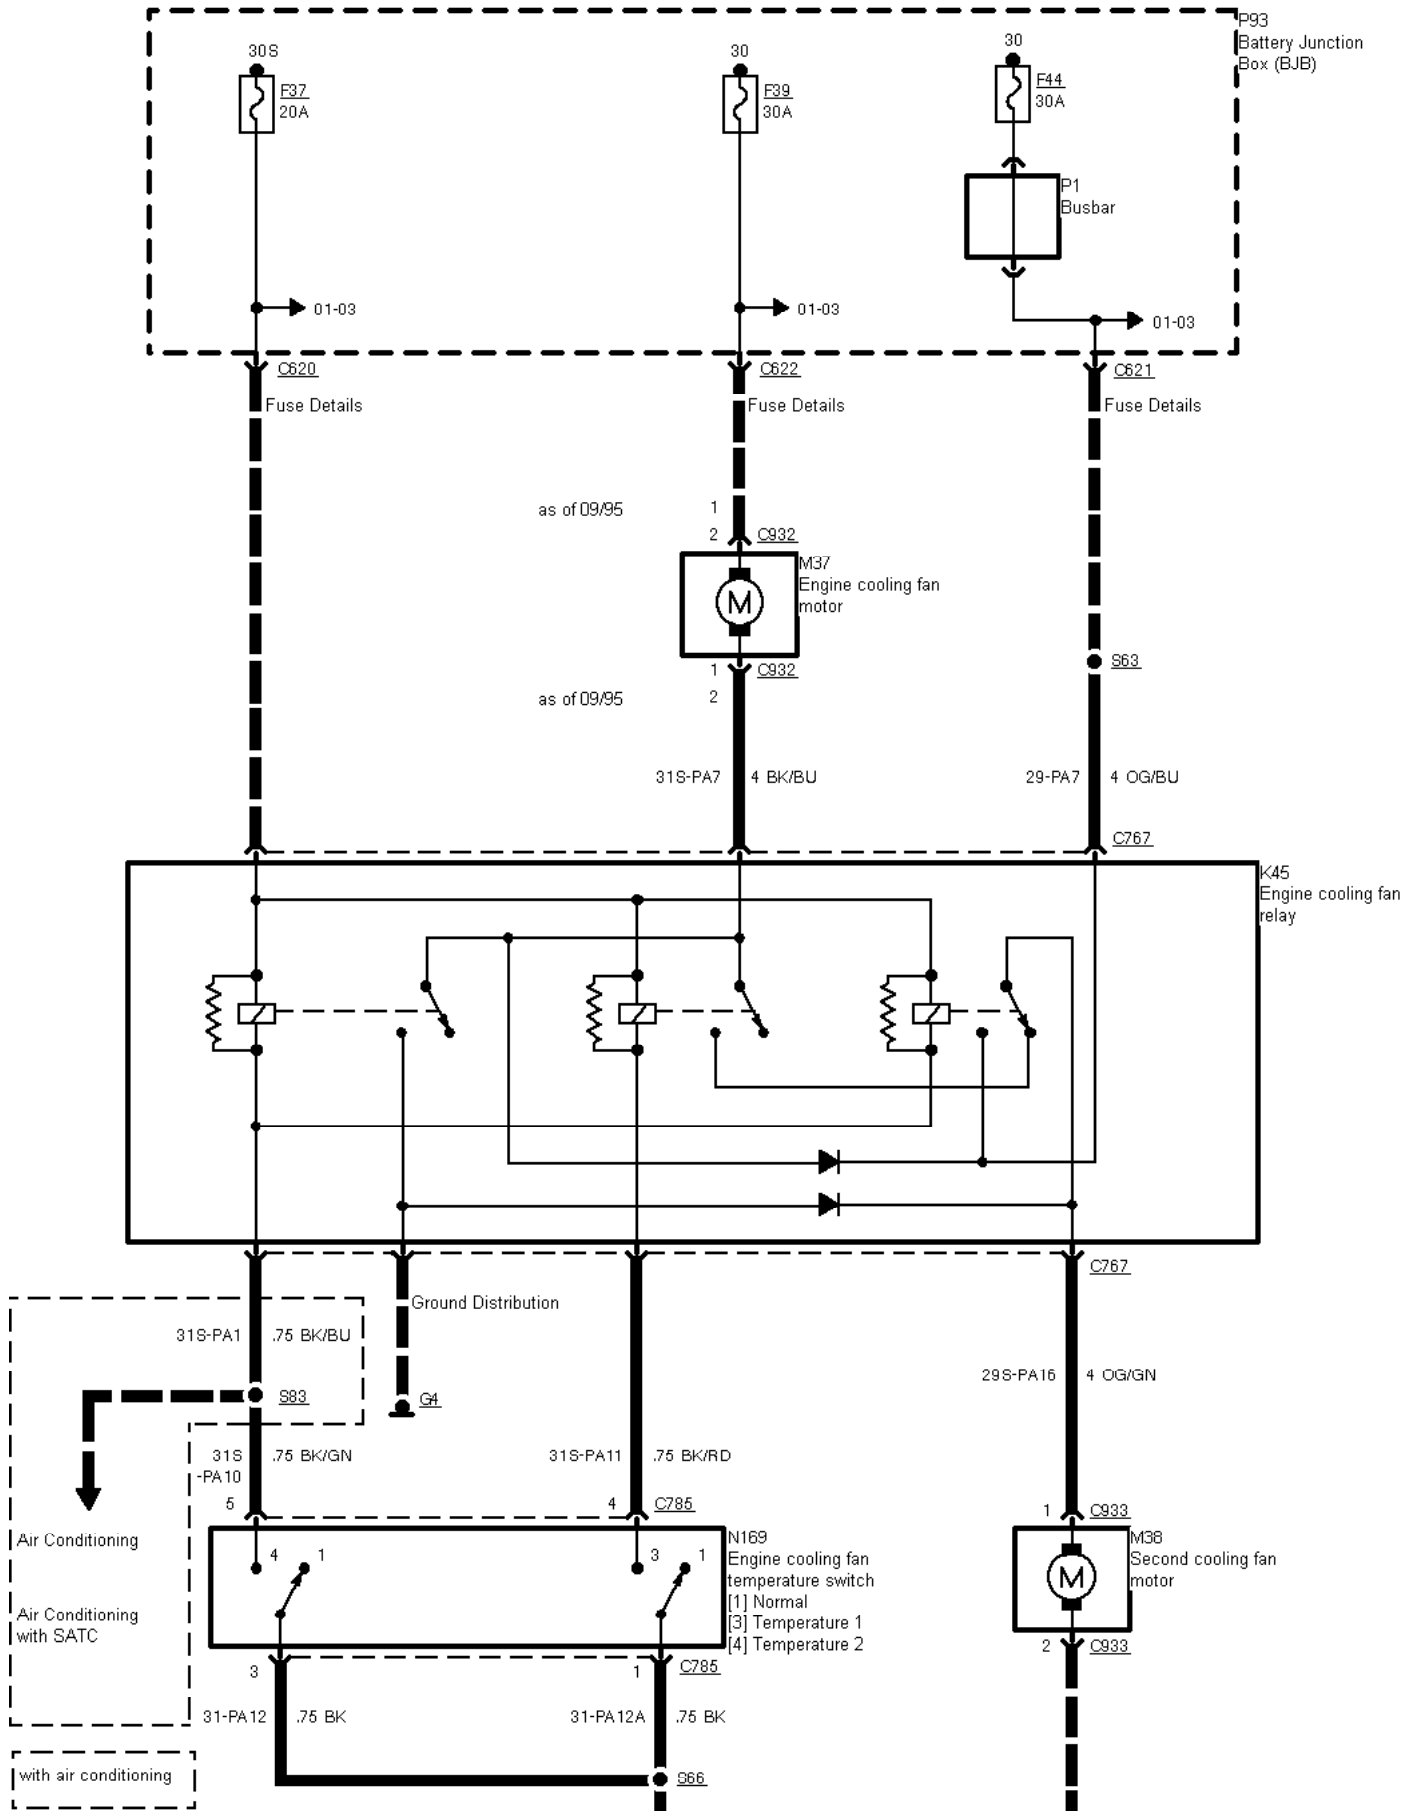 P93
Battery Junction
Box (BJB)
30S
F37
20A
30
F39
30A
30
F44
30A
P1
Busbar
01-03
01-03
01-03
C620
C622
C621
Fuse Details
Fuse Details
Fuse Details
as of 09/95
1
2
C932
M37
Engine cooling fan
motor
M
1
C932
S63
as of 09/95
2
31S-PA7
4 BK/BU
29-PA7
4 OG/BU
C767
K45
Engine cooling fan
relay
C767
Ground Distribution
31S-PA1
.75 BK/BU
29S-PA16
4 OG/GN
S83
G4
31S
-PA10
.75 BK/GN
31S-PA11
.75 BK/RD
5
4
C785
1
C933
Air Conditioning
N169
Engine cooling fan
temperature switch
[1] Normal
[3] Temperature 1
[4] Temperature 2
4
1
3
1
M38
Second cooling fan
motor
M
Air Conditioning
with SATC
2
C933
3
1
C785
31-PA12
.75 BK
31-PA12A
.75 BK
with air conditioning
S66